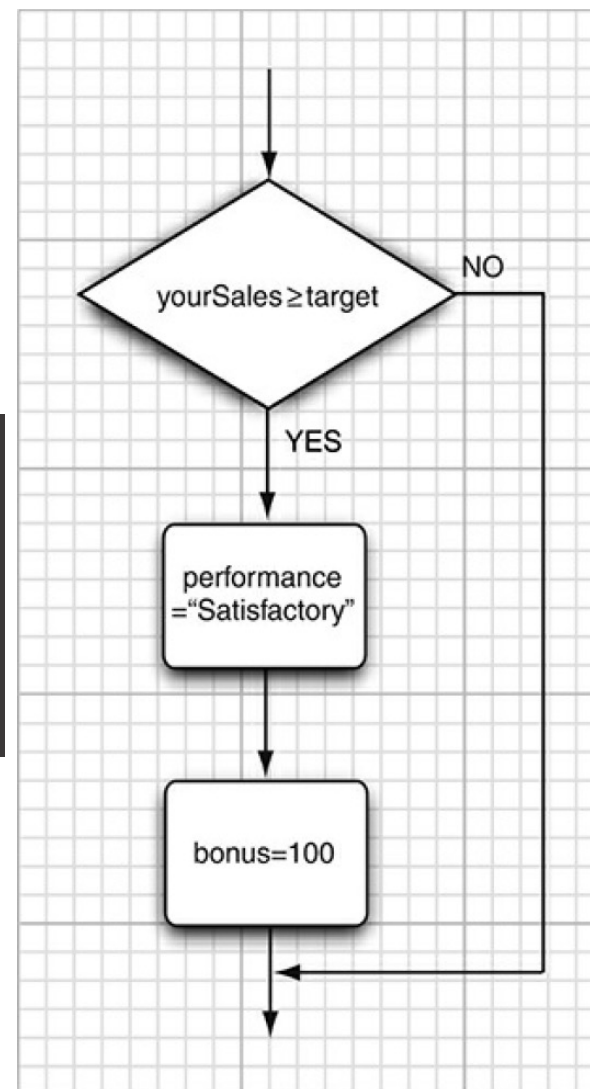 yourSales≥target
NO
YES
performance
=“Satisfactory”
bonus=100